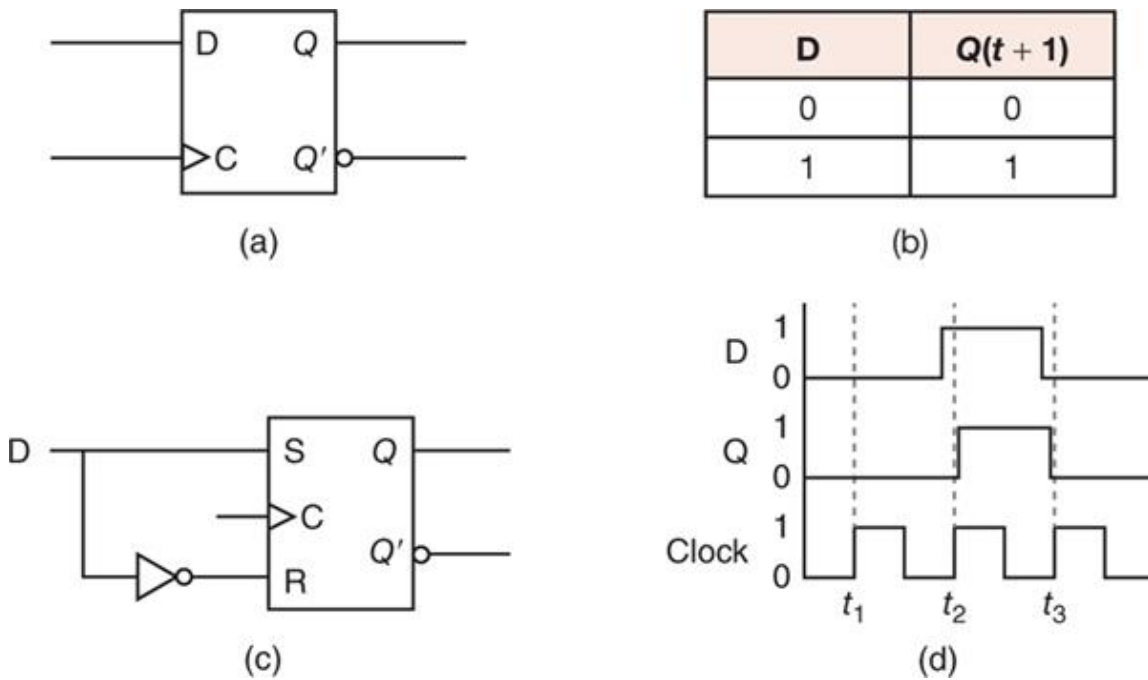 D Q
C Q′
(a)
D Q(t + 1)
0 0
1 1
(b)
D S Q
C
Q′
R
(c)
1
D
0
1
Q
0
1
Clock
0
t₁ t₂ t₃
(d)